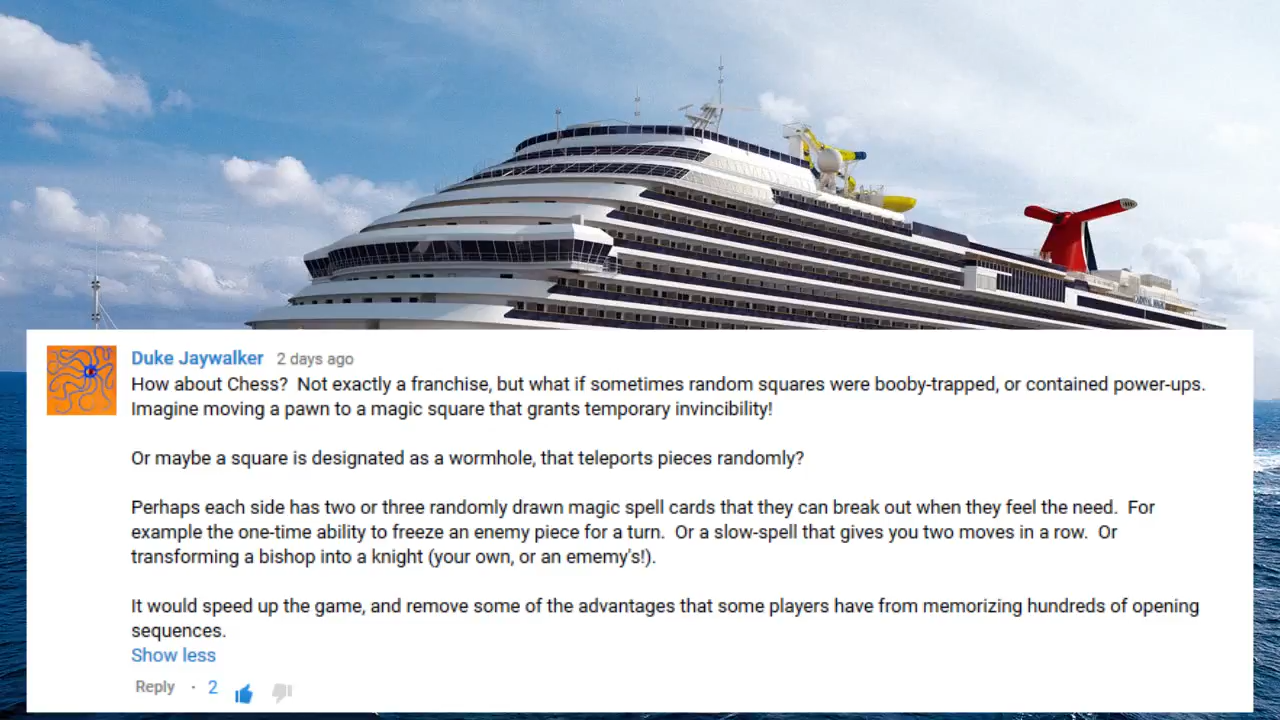 CARNIVAL MAGIC
Duke Jaywalker 2 days ago
How about Chess?  Not exactly a franchise, but what if sometimes random squares were booby-trapped, or contained power-ups.
Imagine moving a pawn to a magic square that grants temporary invincibility!
Or maybe a square is designated as a wormhole, that teleports pieces randomly?
Perhaps each side has two or three randomly drawn magic spell cards that they can break out when they feel the need.  For
example the one-time ability to freeze an enemy piece for a turn.  Or a slow-spell that gives you two moves in a row.  Or
transforming a bishop into a knight (your own, or an ememy's!).
It would speed up the game, and remove some of the advantages that some players have from memorizing hundreds of opening
sequences.
Show less
Reply · 2